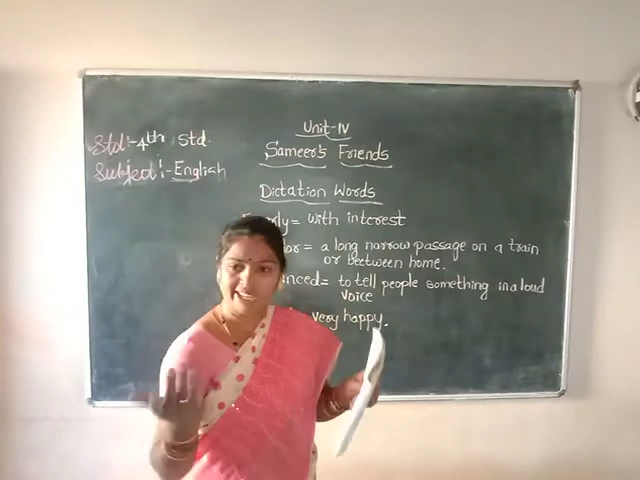 Unit-IV
Std:-4th Std.
Sameer's Friends
Subject:-English
Dictation Words
= with interest
= a long narrow passage on a train
or beetween home.
= to tell people something in a loud
voice
very happy.